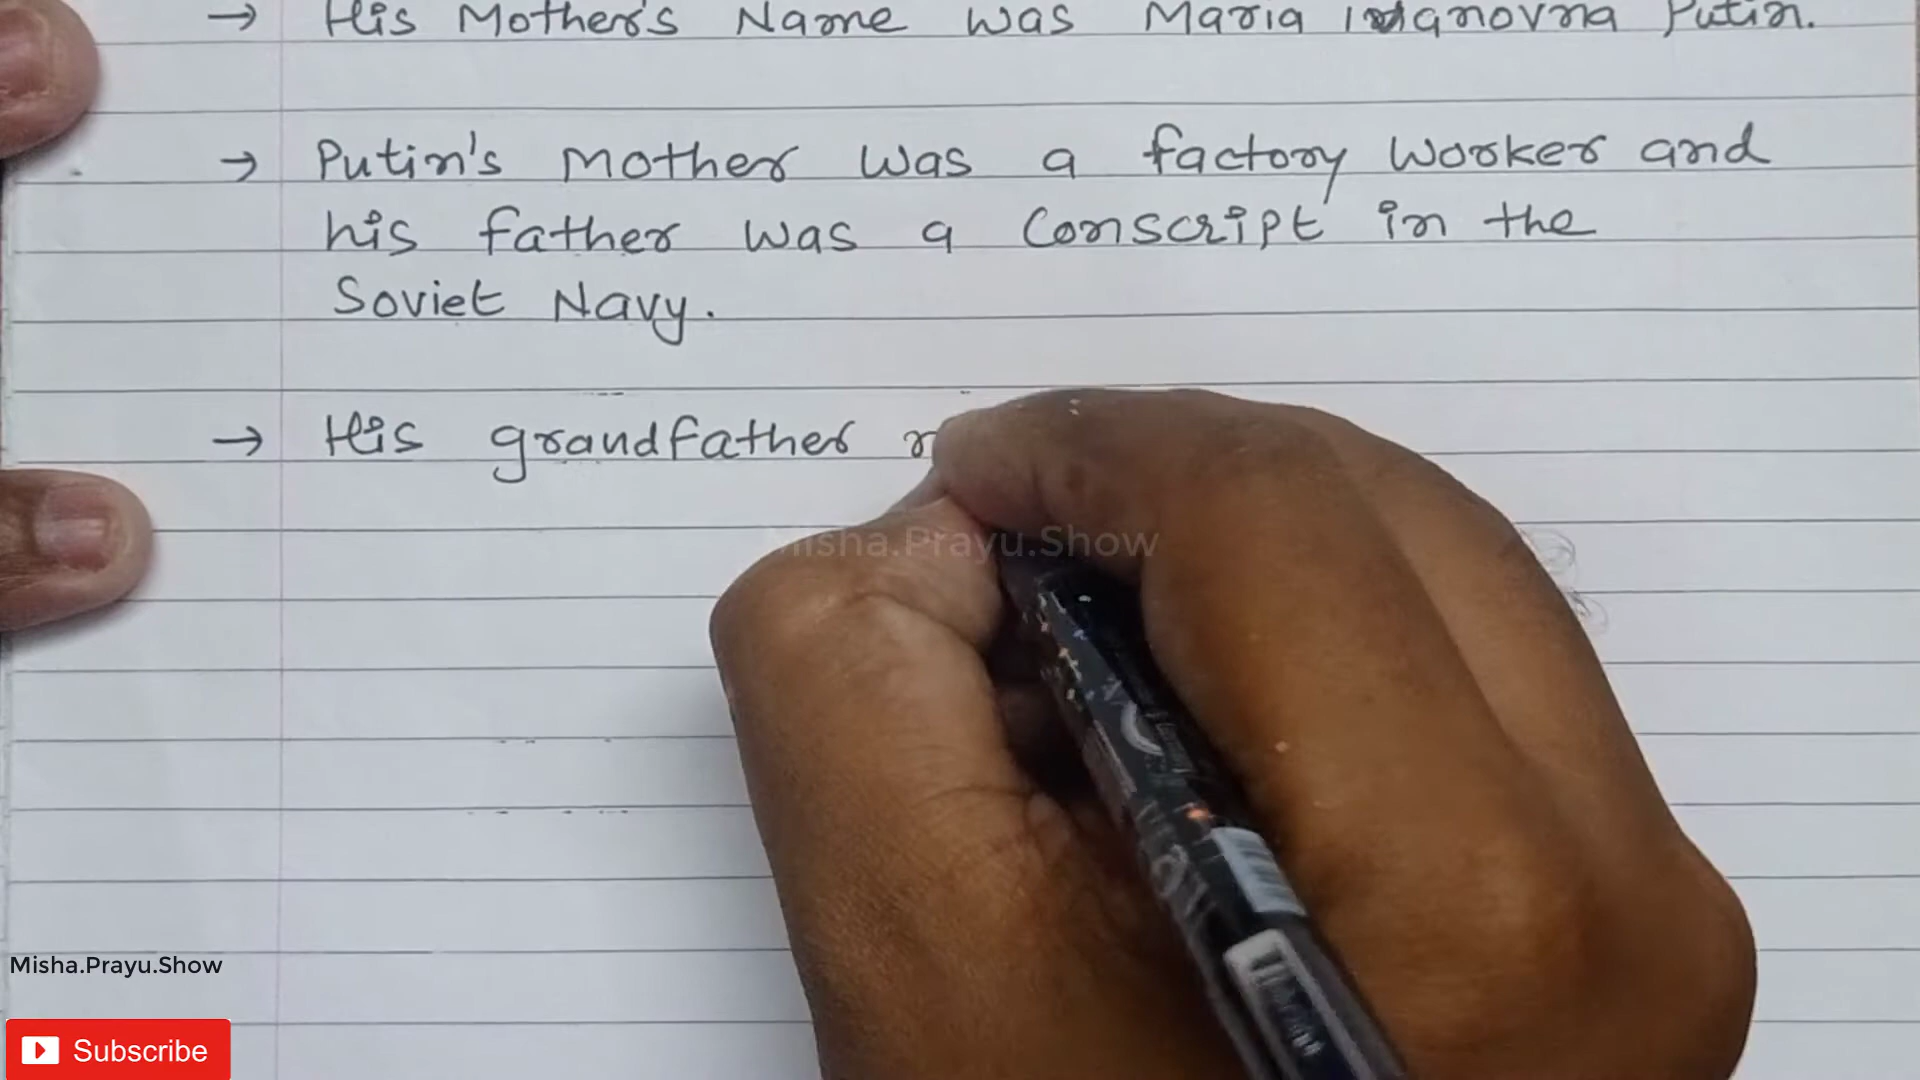 → His Mother's Name was Maria Ivanovna Putin.
→ Putin's mother was a factory worker and
his father was a Conscript in the
Soviet Navy.
→ His grandfather
Misha.Prayu.Show
Misha.Prayu.Show
Subscribe